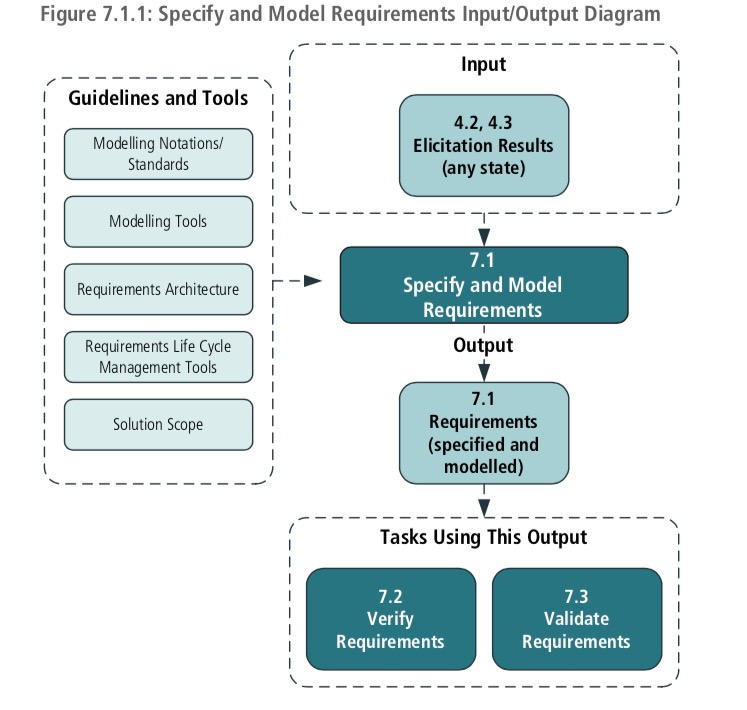 Figure 7.1.1: Specify and Model Requirements Input/Output Diagram
Guidelines and Tools
Modelling Notations/
Standards
Modelling Tools
Requirements Architecture
Requirements Life Cycle
Management Tools
Solution Scope
Input
4.2, 4.3
Elicitation Results
(any state)
7.1
Specify and Model
Requirements
Output
7.1
Requirements
(specified and
modelled)
Tasks Using This Output
7.2
Verify
Requirements
7.3
Validate
Requirements